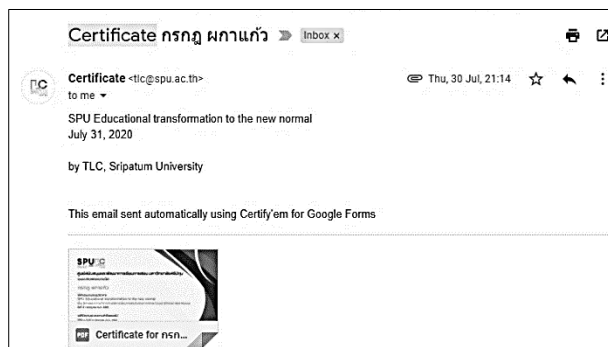 Certificate กรกฎ ผกาแก้ว Inbox x
Certificate <tlc@spu.ac.th>
Thu, 30 Jul, 21:14
to me
SPU Educational transformation to the new normal
July 31, 2020
by TLC, Sripatum University
This email sent automatically using Certify'em for Google Forms
SPU
PDF Certificate for กรก...